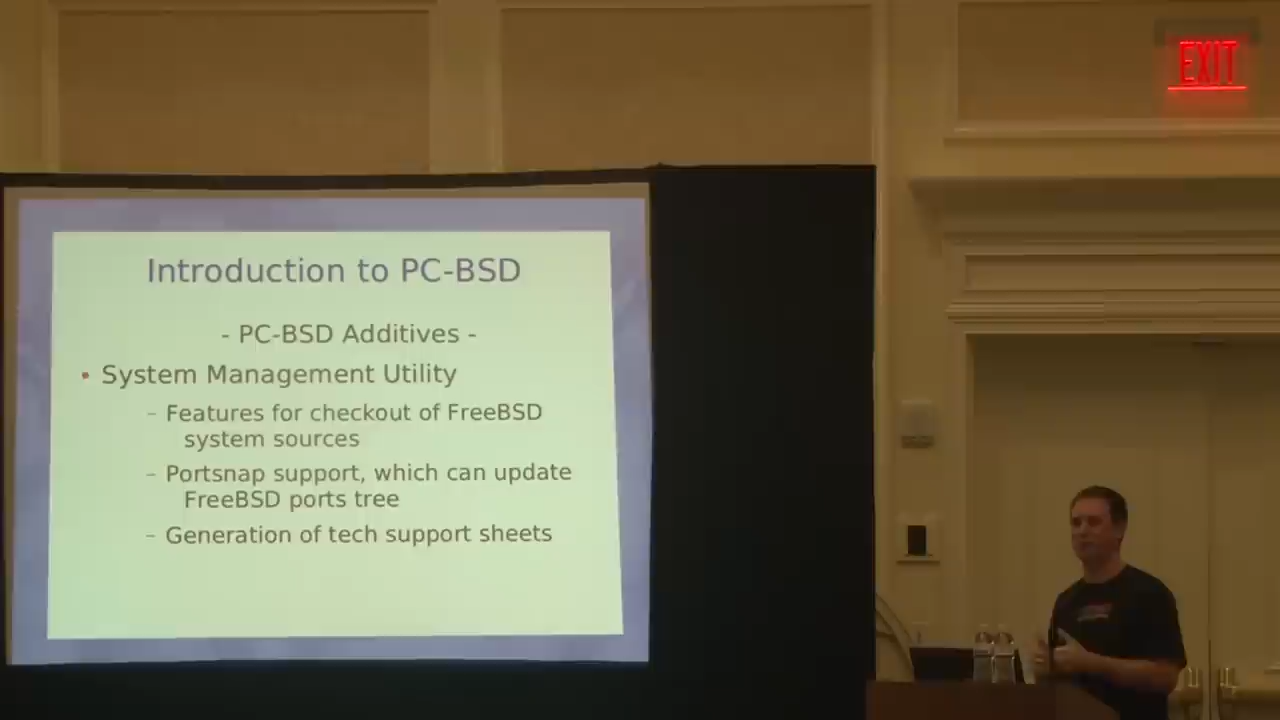 EXIT
Introduction to PC-BSD
- PC-BSD Additives -
• System Management Utility
– Features for checkout of FreeBSD
system sources
– Portsnap support, which can update
FreeBSD ports tree
– Generation of tech support sheets